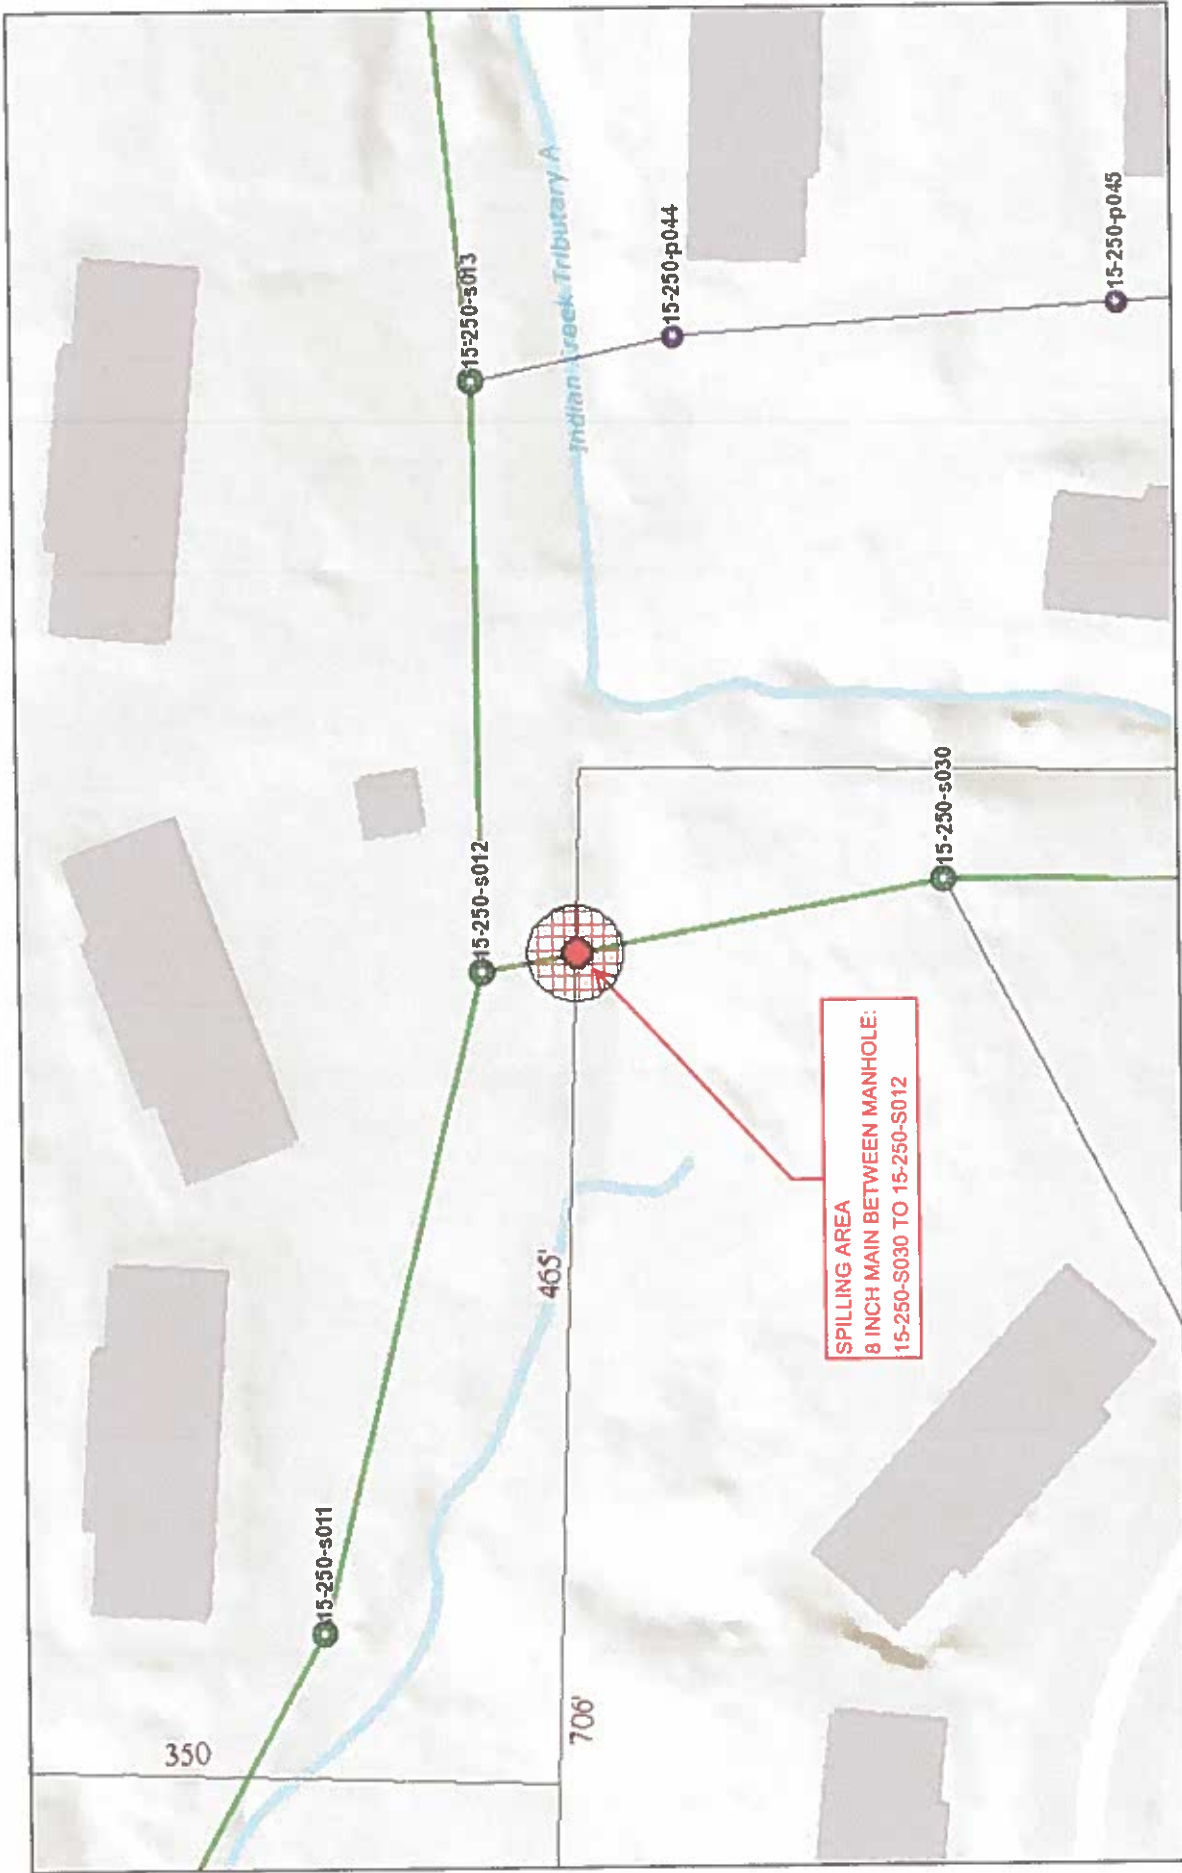 15-250-s013
Indian Creek Tributary A
15-250-p044
15-250-p045
15-250-s012
15-250-s030
15-250-s011
465'
706'
350
SPILLING AREA
8 INCH MAIN BETWEEN MANHOLE:
15-250-S030 TO 15-250-S012